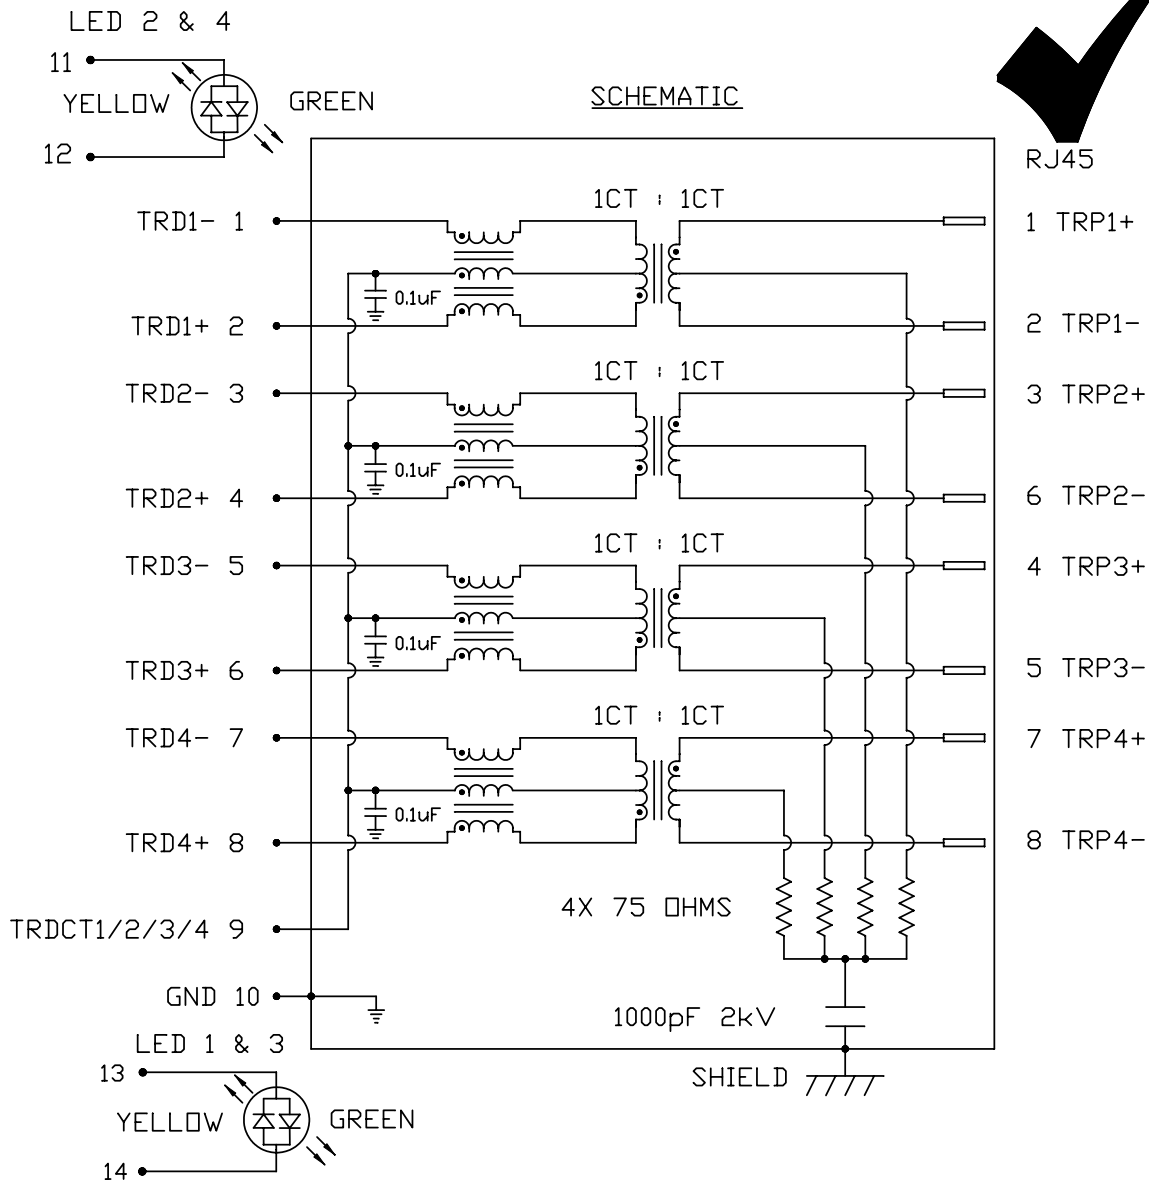 LED 2 & 4
11
YELLOW GREEN
12
SCHEMATIC
RJ45
1CT : 1CT
TRD1- 1
1 TRP1+
0.1uF
TRD1+ 2
2 TRP1-
1CT : 1CT
TRD2- 3
3 TRP2+
0.1uF
TRD2+ 4
6 TRP2-
1CT : 1CT
TRD3- 5
4 TRP3+
0.1uF
TRD3+ 6
5 TRP3-
1CT : 1CT
TRD4- 7
7 TRP4+
0.1uF
TRD4+ 8
8 TRP4-
4X 75 OHMS
TRDCT1/2/3/4 9
GND 10
1000pF 2kV
SHIELD
LED 1 & 3
13
YELLOW GREEN
14